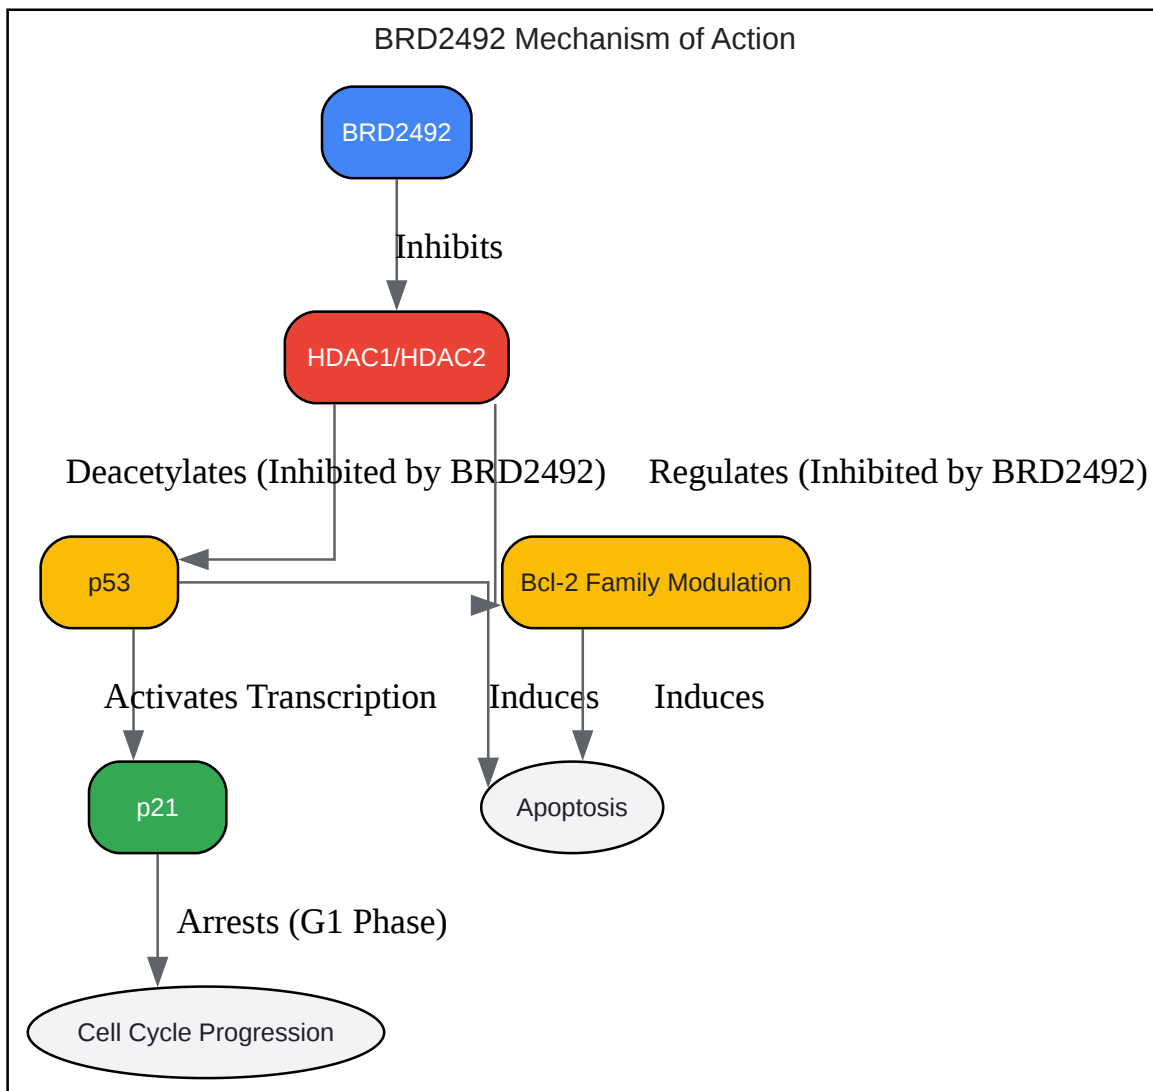 BRD2492 Mechanism of Action
BRD2492
Inhibits
HDAC1/HDAC2
Deacetylates (Inhibited by BRD2492)
Regulates (Inhibited by BRD2492)
p53
Bcl-2 Family Modulation
Activates Transcription
Induces
Induces
p21
Apoptosis
Arrests (G1 Phase)
Cell Cycle Progression